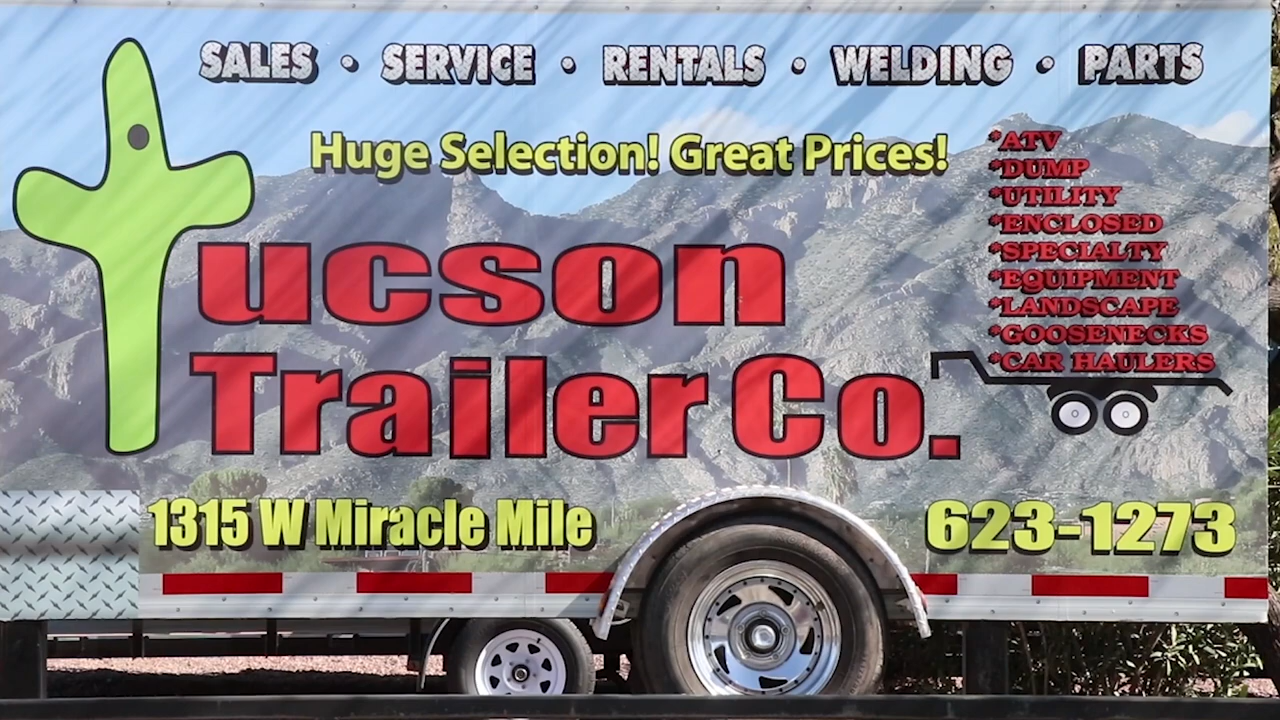 SALES • SERVICE • RENTALS • WELDING • PARTS
Huge Selection! Great Prices!
*ATV
*DUMP
*UTILITY
*ENCLOSED
*SPECIALTY
*EQUIPMENT
*LANDSCAPE
*GOOSENECKS
*CAR HAULERS
tucson
Trailer Co.
1315 W Miracle Mile
623-1273